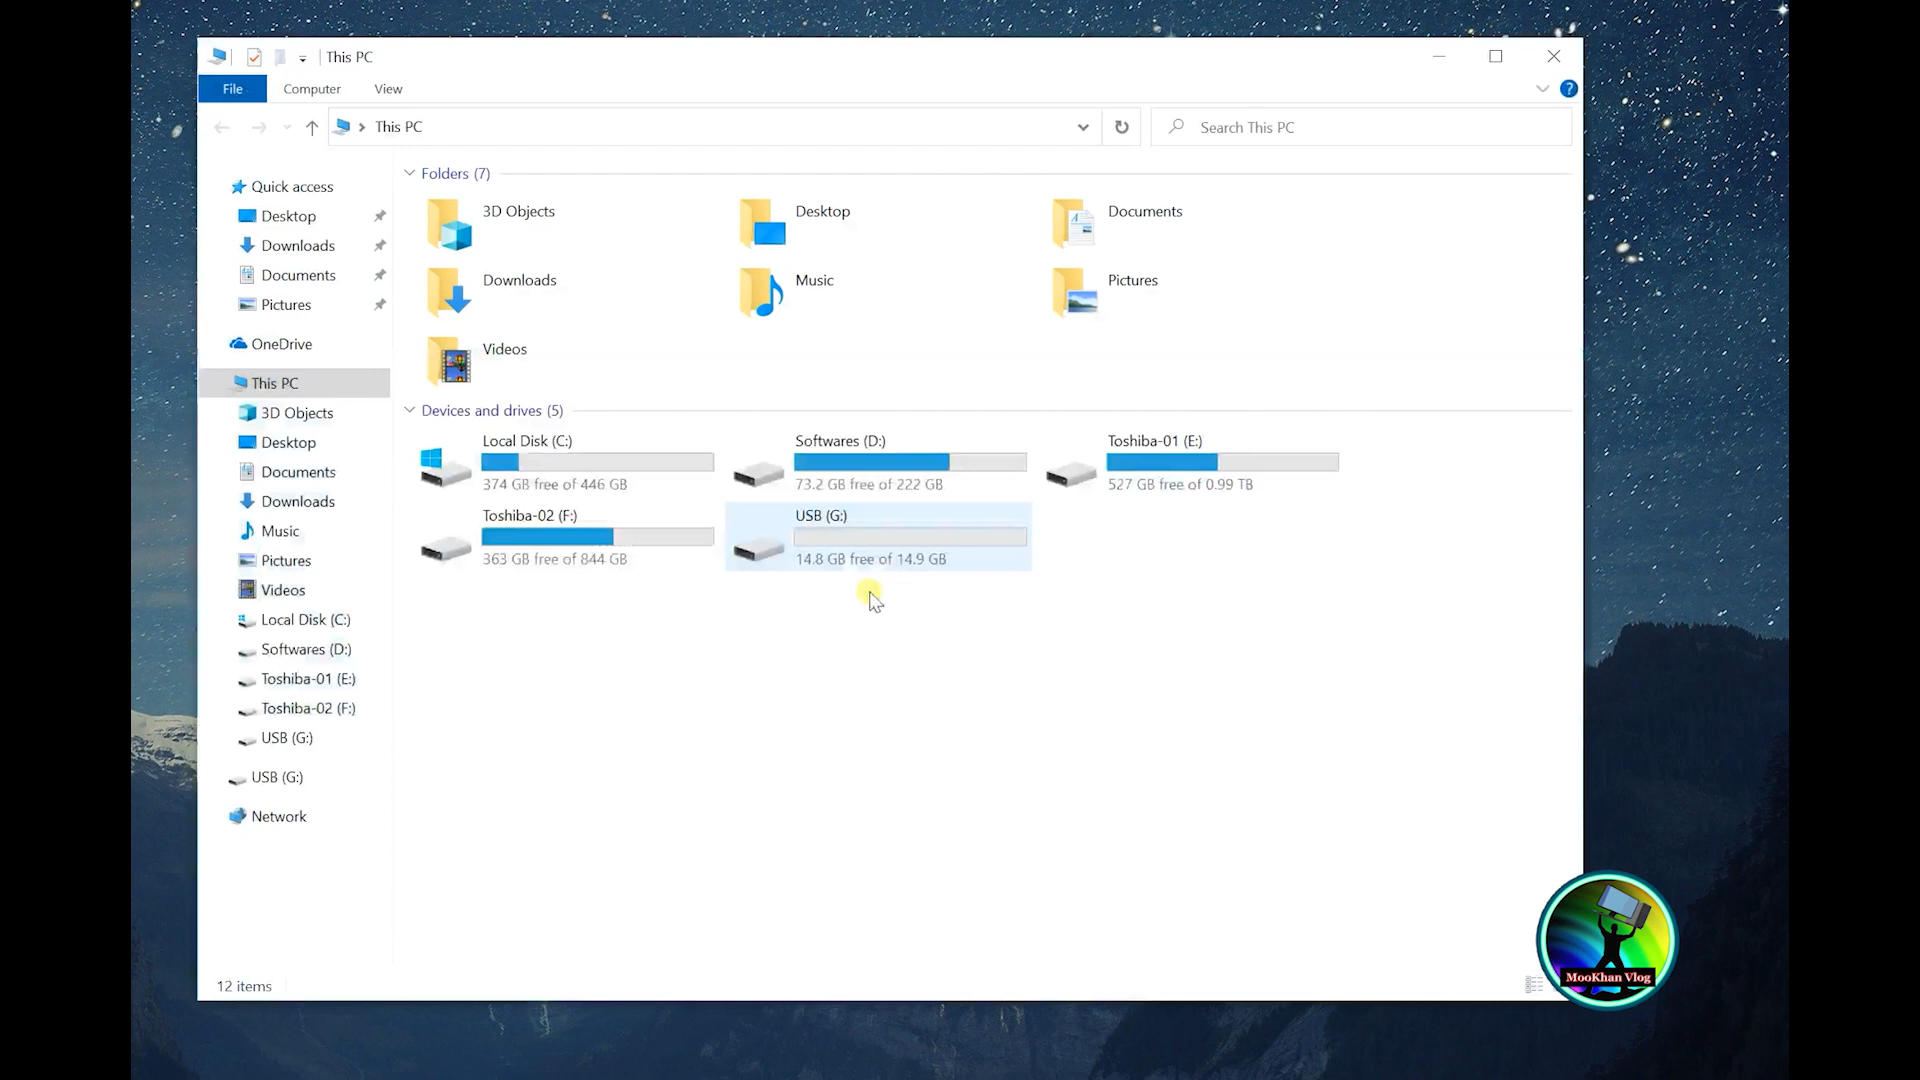 This PC
File
Computer
View
This PC
Search This PC
Quick access
Desktop
Downloads
Documents
Pictures
OneDrive
This PC
3D Objects
Desktop
Documents
Downloads
Music
Pictures
Videos
Local Disk (C:)
Softwares (D:)
Toshiba-01 (E:)
Toshiba-02 (F:)
USB (G:)
USB (G:)
Network
Folders (7)
3D Objects
Desktop
Documents
Downloads
Music
Pictures
Videos
Devices and drives (5)
Local Disk (C:)
374 GB free of 446 GB
Softwares (D:)
73.2 GB free of 222 GB
Toshiba-01 (E:)
527 GB free of 0.99 TB
Toshiba-02 (F:)
363 GB free of 844 GB
USB (G:)
14.8 GB free of 14.9 GB
12 items
MooKhan Vlog